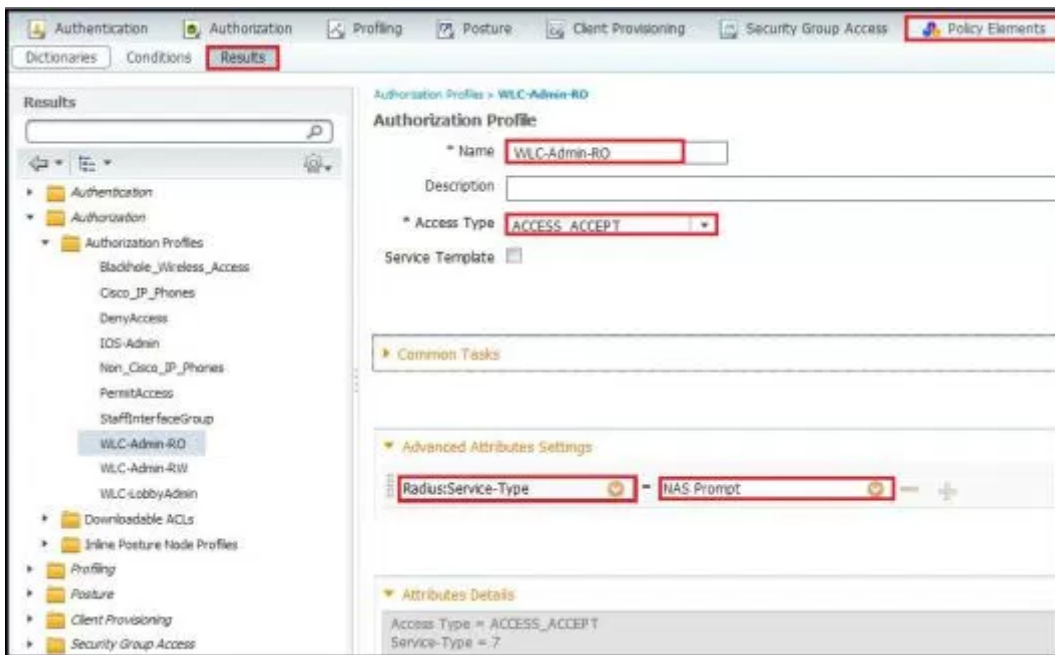 Authentication Authorization Profiling Posture Client Provisioning Security Group Access Policy Elements
Dictionaries Conditions Results
Results
Authentication
Authorization
Authorization Profiles
Blackhole_Wireless_Access
Cisco_IP_Phones
DenyAccess
IOS-Admin
Non_Cisco_IP_Phones
PermitAccess
StaffInterfaceGroup
WLC-Admin-RO
WLC-Admin-RW
WLC-LobbyAdmin
Downloadable ACLs
Inline Posture Node Profiles
Profiling
Posture
Client Provisioning
Security Group Access
Authorization Profiles > WLC-Admin-RO
Authorization Profile
* Name WLC-Admin-RO
Description
* Access Type ACCESS_ACCEPT
Service Template
Common Tasks
Advanced Attributes Settings
Radius:Service-Type = NAS Prompt
Attributes Details
Access Type = ACCESS_ACCEPT
Service-Type = 7